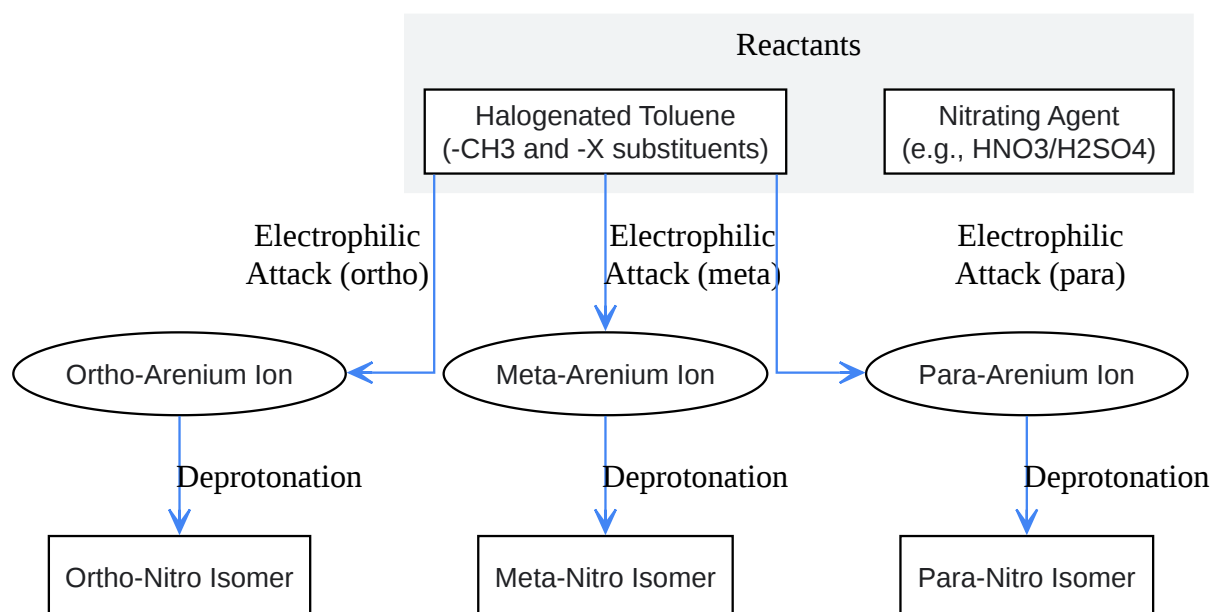 Reactants
Halogenated Toluene
(-CH3 and -X substituents)
Nitrating Agent
(e.g., HNO3/H2SO4)
Electrophilic
Attack (ortho)
Electrophilic
Attack (meta)
Electrophilic
Attack (para)
Ortho-Arenium Ion
Meta-Arenium Ion
Para-Arenium Ion
Deprotonation
Deprotonation
Deprotonation
Ortho-Nitro Isomer
Meta-Nitro Isomer
Para-Nitro Isomer